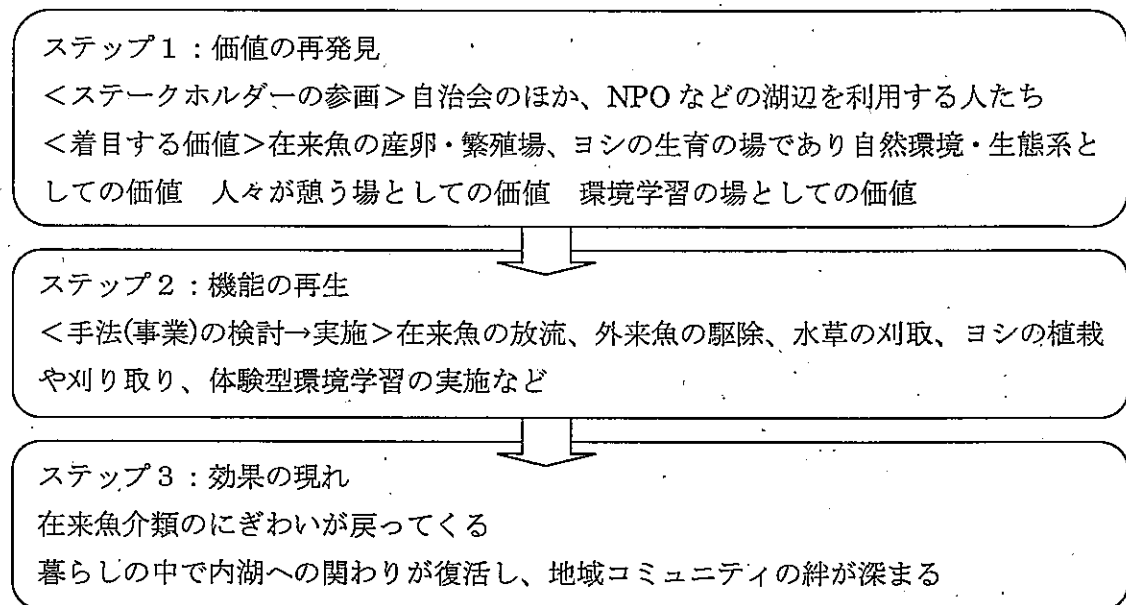 ステップ1：価値の再発見
＜ステークホルダーの参画＞自治会のほか、NPO などの湖辺を利用する人たち
＜着目する価値＞在来魚の産卵・繁殖場、ヨシの生育の場であり自然環境・生態系と
しての価値　人々が憩う場としての価値　環境学習の場としての価値
ステップ2：機能の再生
＜手法(事業)の検討→実施＞在来魚の放流、外来魚の駆除、水草の刈取、ヨシの植栽
や刈り取り、体験型環境学習の実施など
ステップ3：効果の現れ
在来魚介類のにぎわいが戻ってくる
暮らしの中で内湖への関わりが復活し、地域コミュニティの絆が深まる